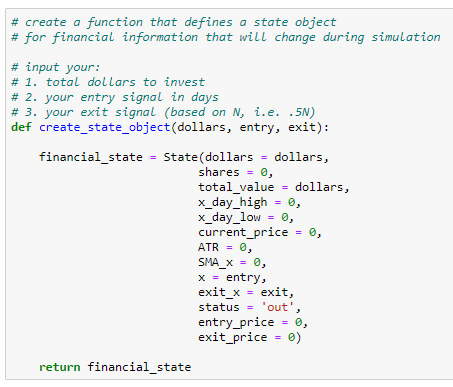 # create a function that defines a state object
# for financial information that will change during simulation
# input your:
# 1. total dollars to invest
# 2. your entry signal in days
# 3. your exit signal (based on N, i.e. .5N)
def create_state_object(dollars, entry, exit):
financial_state = State(dollars = dollars,
shares = 0,
total_value = dollars,
x_day_high = 0,
x_day_low = 0,
current_price = 0,
ATR = 0,
SMA_x = 0,
x = entry,
exit_x = exit,
status = 'out',
entry_price = 0,
exit_price = 0)
return financial_state